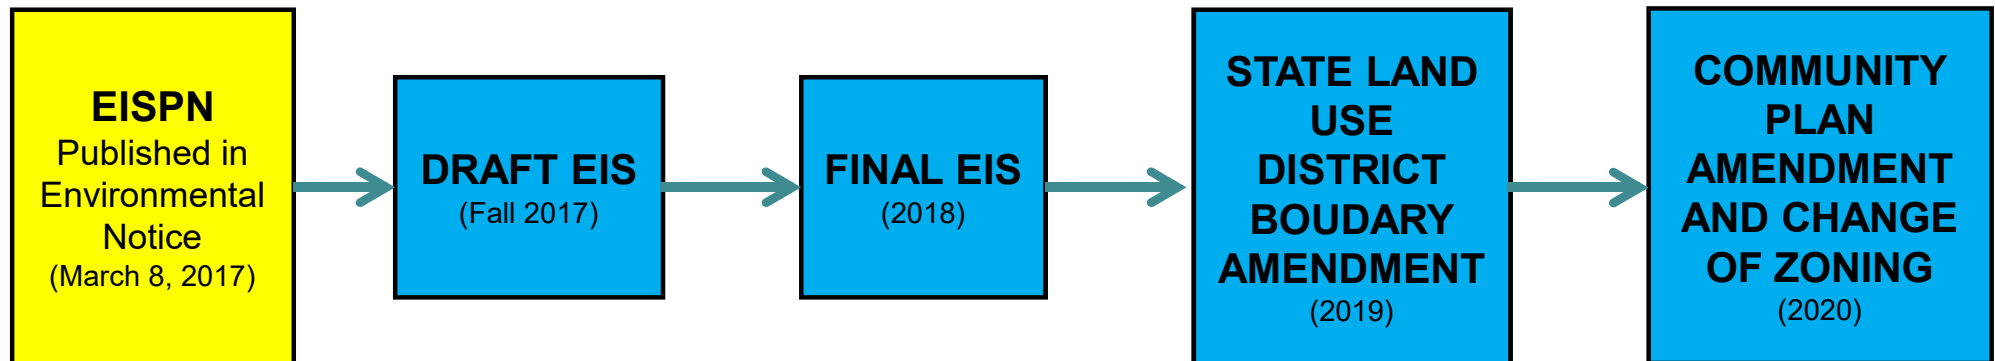 EISPN
Published in
Environmental
Notice
(March 8, 2017)
DRAFT EIS
(Fall 2017)
FINAL EIS
(2018)
STATE LAND
USE
DISTRICT
BOUDARY
AMENDMENT
(2019)
COMMUNITY
PLAN
AMENDMENT
AND CHANGE
OF ZONING
(2020)